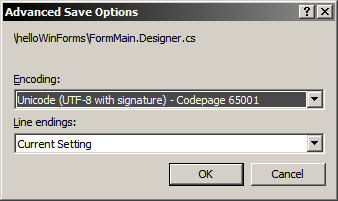 Advanced Save Options
\helloWinForms\FormMain.Designer.cs
Encoding:
Unicode (UTF-8 with signature) - Codepage 65001
Line endings:
Current Setting
OK Cancel